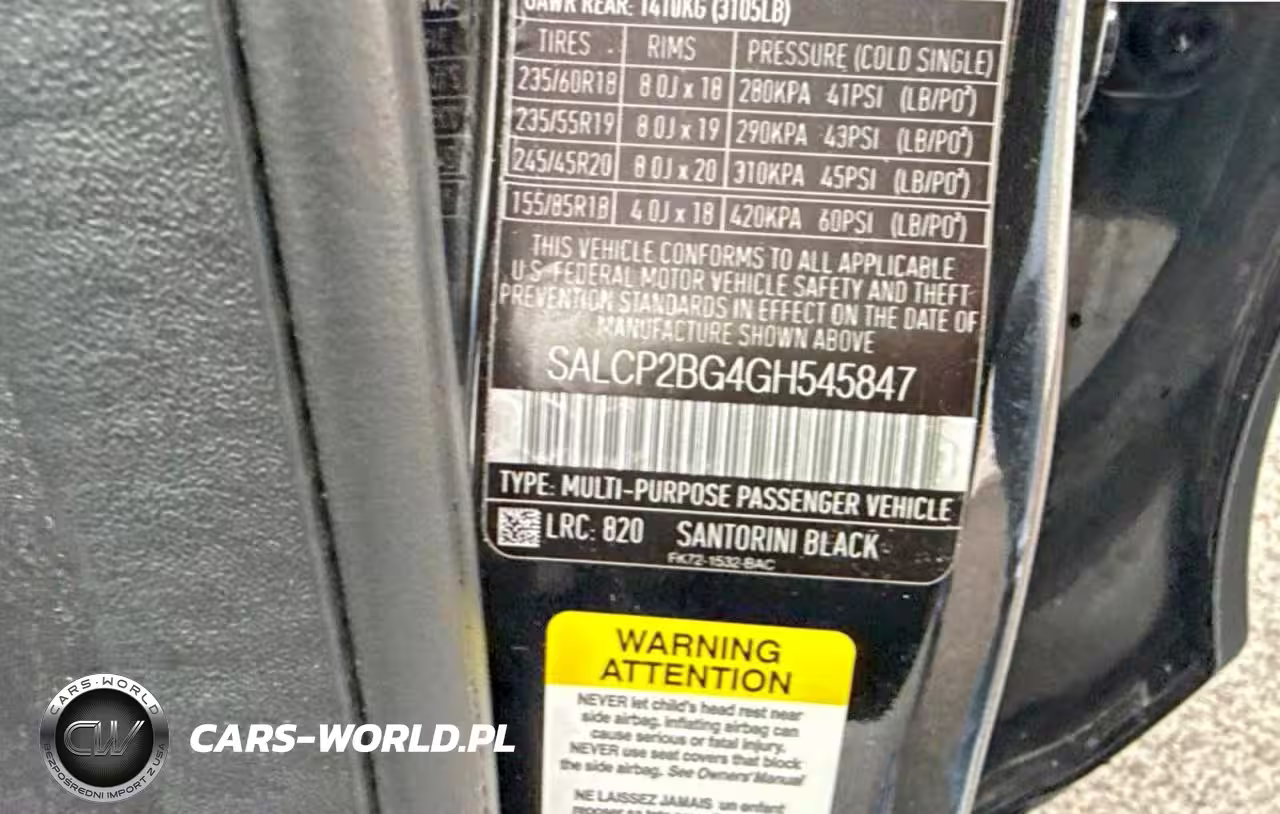 GAWR REAR: 1410KG (3105LB)
TIRES RIMS PRESSURE (COLD SINGLE)
235/60R18 8.0J x 18 280KPA 41PSI (LB/PO²)
235/55R19 8.0J x 19 290KPA 43PSI (LB/PO²)
245/45R20 8.0J x 20 310KPA 45PSI (LB/PO²)
155/85R18 4.0J x 18 420KPA 60PSI (LB/PO²)
THIS VEHICLE CONFORMS TO ALL APPLICABLE
U.S. FEDERAL MOTOR VEHICLE SAFETY AND THEFT
PREVENTION STANDARDS IN EFFECT ON THE DATE OF
MANUFACTURE SHOWN ABOVE
SALCP2BG4GH545847
TYPE: MULTI-PURPOSE PASSENGER VEHICLE
LRC: 820 SANTORINI BLACK
FK72-1532-BAC
WARNING
ATTENTION
NEVER let child's head rest near
side airbag, inflating airbag can
cause serious or fatal injury.
NEVER use seat covers that block
the side airbag. See Owners' Manual
NE LAISSEZ JAMAIS un enfant
CARS-WORLD
CW
BEZPOŚREDNI IMPORT Z USA
CARS-WORLD.PL